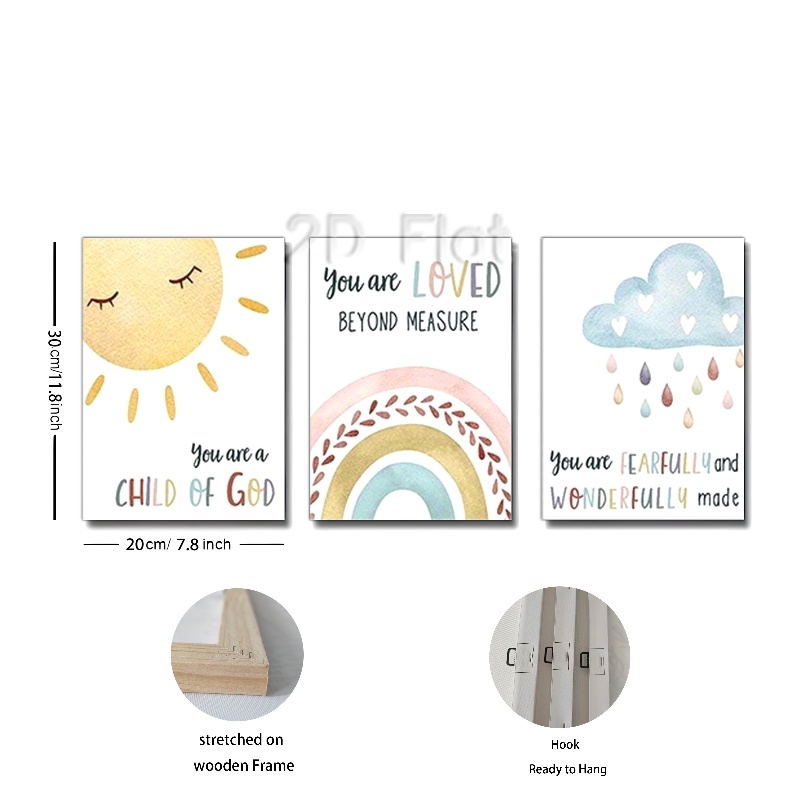 2D Flat
You are LOVED
BEYOND MEASURE
You are a
CHILD OF GOD
You are FEARFULLY and
WONDERFULLY made
30cm/11.8inch
20cm/ 7.8 inch
stretched on
wooden Frame
Hook
Ready to Hang